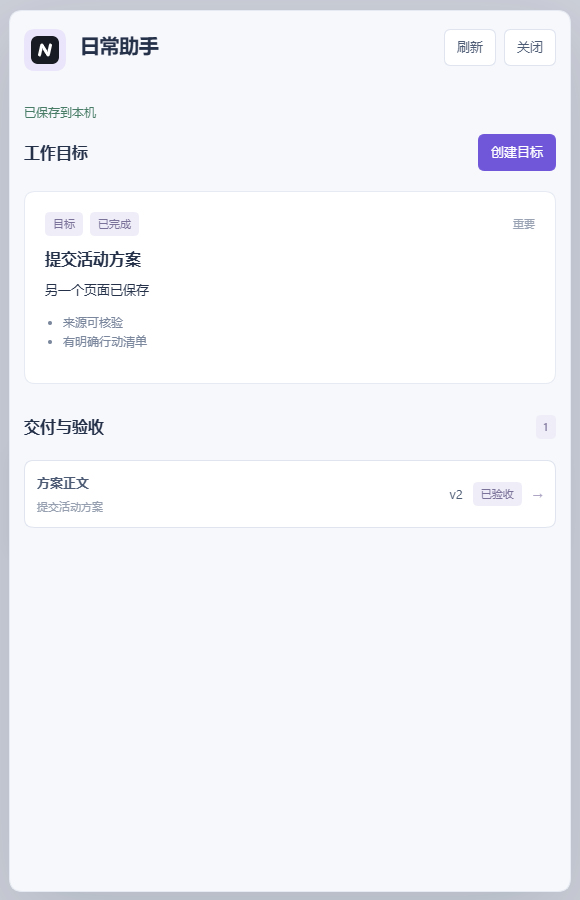 N
日常助手
刷新
关闭
已保存到本机
工作目标
创建目标
目标
已完成
重要
提交活动方案
另一个页面已保存
来源可核验
有明确行动清单
交付与验收
1
方案正文
提交活动方案
v2
已验收
→